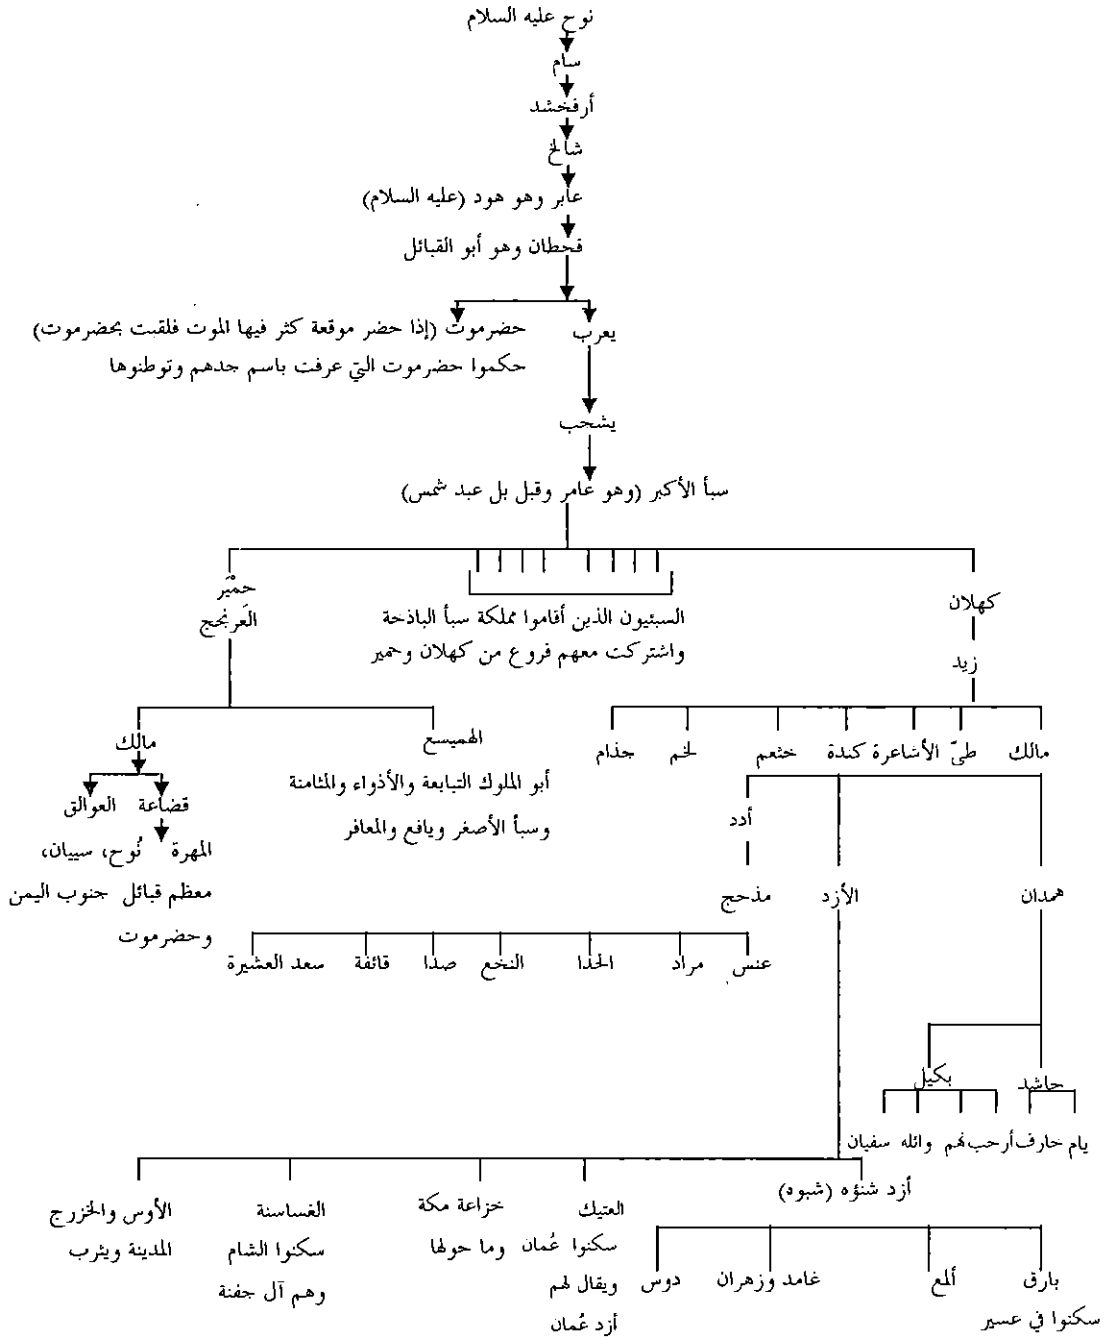 نوح عليه السلام
سام
أرفخشد
شالخ
عابر وهو هود (عليه السلام)
قحطان وهو أبو القبائل
يعرب
حضرموت (إذا حضر موقعة كثر فيها الموت فلقبت بحضرموت)
حكموا حضرموت التي عرفت باسم جدهم وتوطنوها
يشحب
سبأ الأكبر (وهو عامر وقبل بل عبد شمس)
كهلان
السبئيون الذين أقاموا مملكة سبأ الباذخة
واشتركت معهم فروع من كهلان وحمير
حمْيَر
العَرنحج
زيد
مالك طيّ الأشاعرة كندة خثعم لخم جذام
الهميسع
مالك
أبو الملوك التبابعة والأذواء والمثامنة
وسبأ الأصغر ويافع والمعافر
قضاعة العوالق
المهرة نُوح، سيبان،
معظم قبائل جنوب اليمن
وحضرموت
أدد
همدان
الأزد
مذحج
عنس مراد الحذا النخع صدا قائفة سعد العشيرة
حاشد
بكيل
يام خارف أرحب نهم وائله سفيان
أزد شنؤه (شبوه)
العتيك
سكنوا عُمان
ويقال لهم
أزد عُمان
خزاعة مكة
وما حولها
الغساسنة
سكنوا الشام
وهم آل جفنة
الأوس والخزرج
المدينة ويثرب
بارق ألمع غامد وزهران دوس
سكنوا في عسير